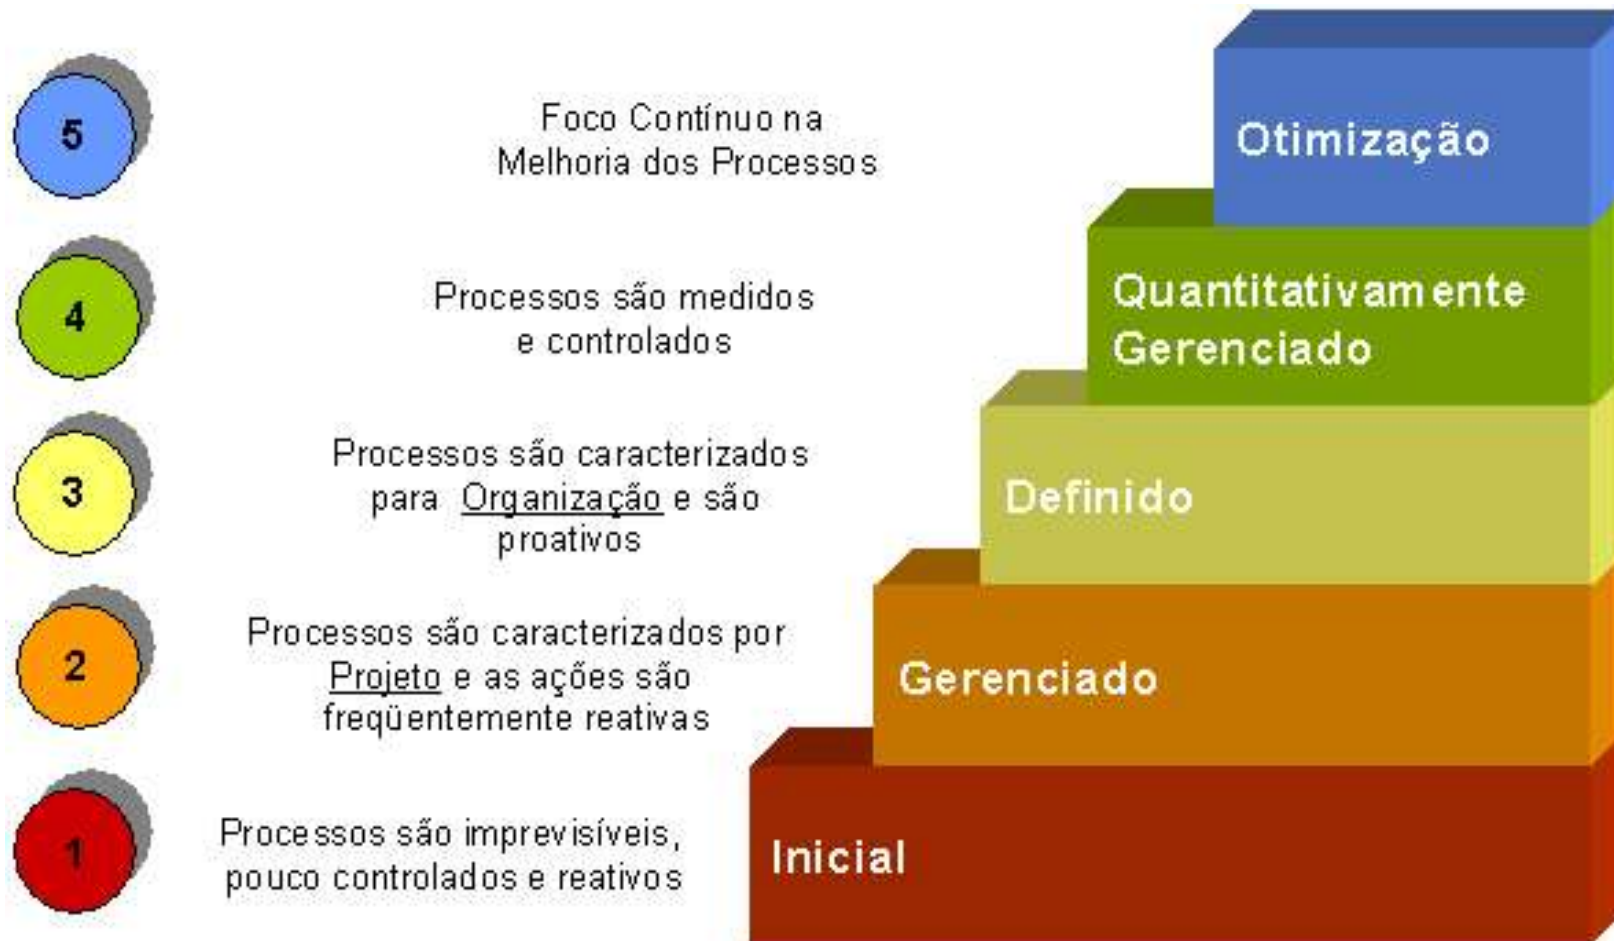 5
Foco Contínuo na
Melhoria dos Processos
Otimização
4
Processos são medidos
e controlados
Quantitativamente
Gerenciado
3
Processos são caracterizados
para Organização e são
proativos
Definido
2
Processos são caracterizados por
Projeto e as ações são
freqüentemente reativas
Gerenciado
1
Processos são imprevisíveis,
pouco controlados e reativos
Inicial